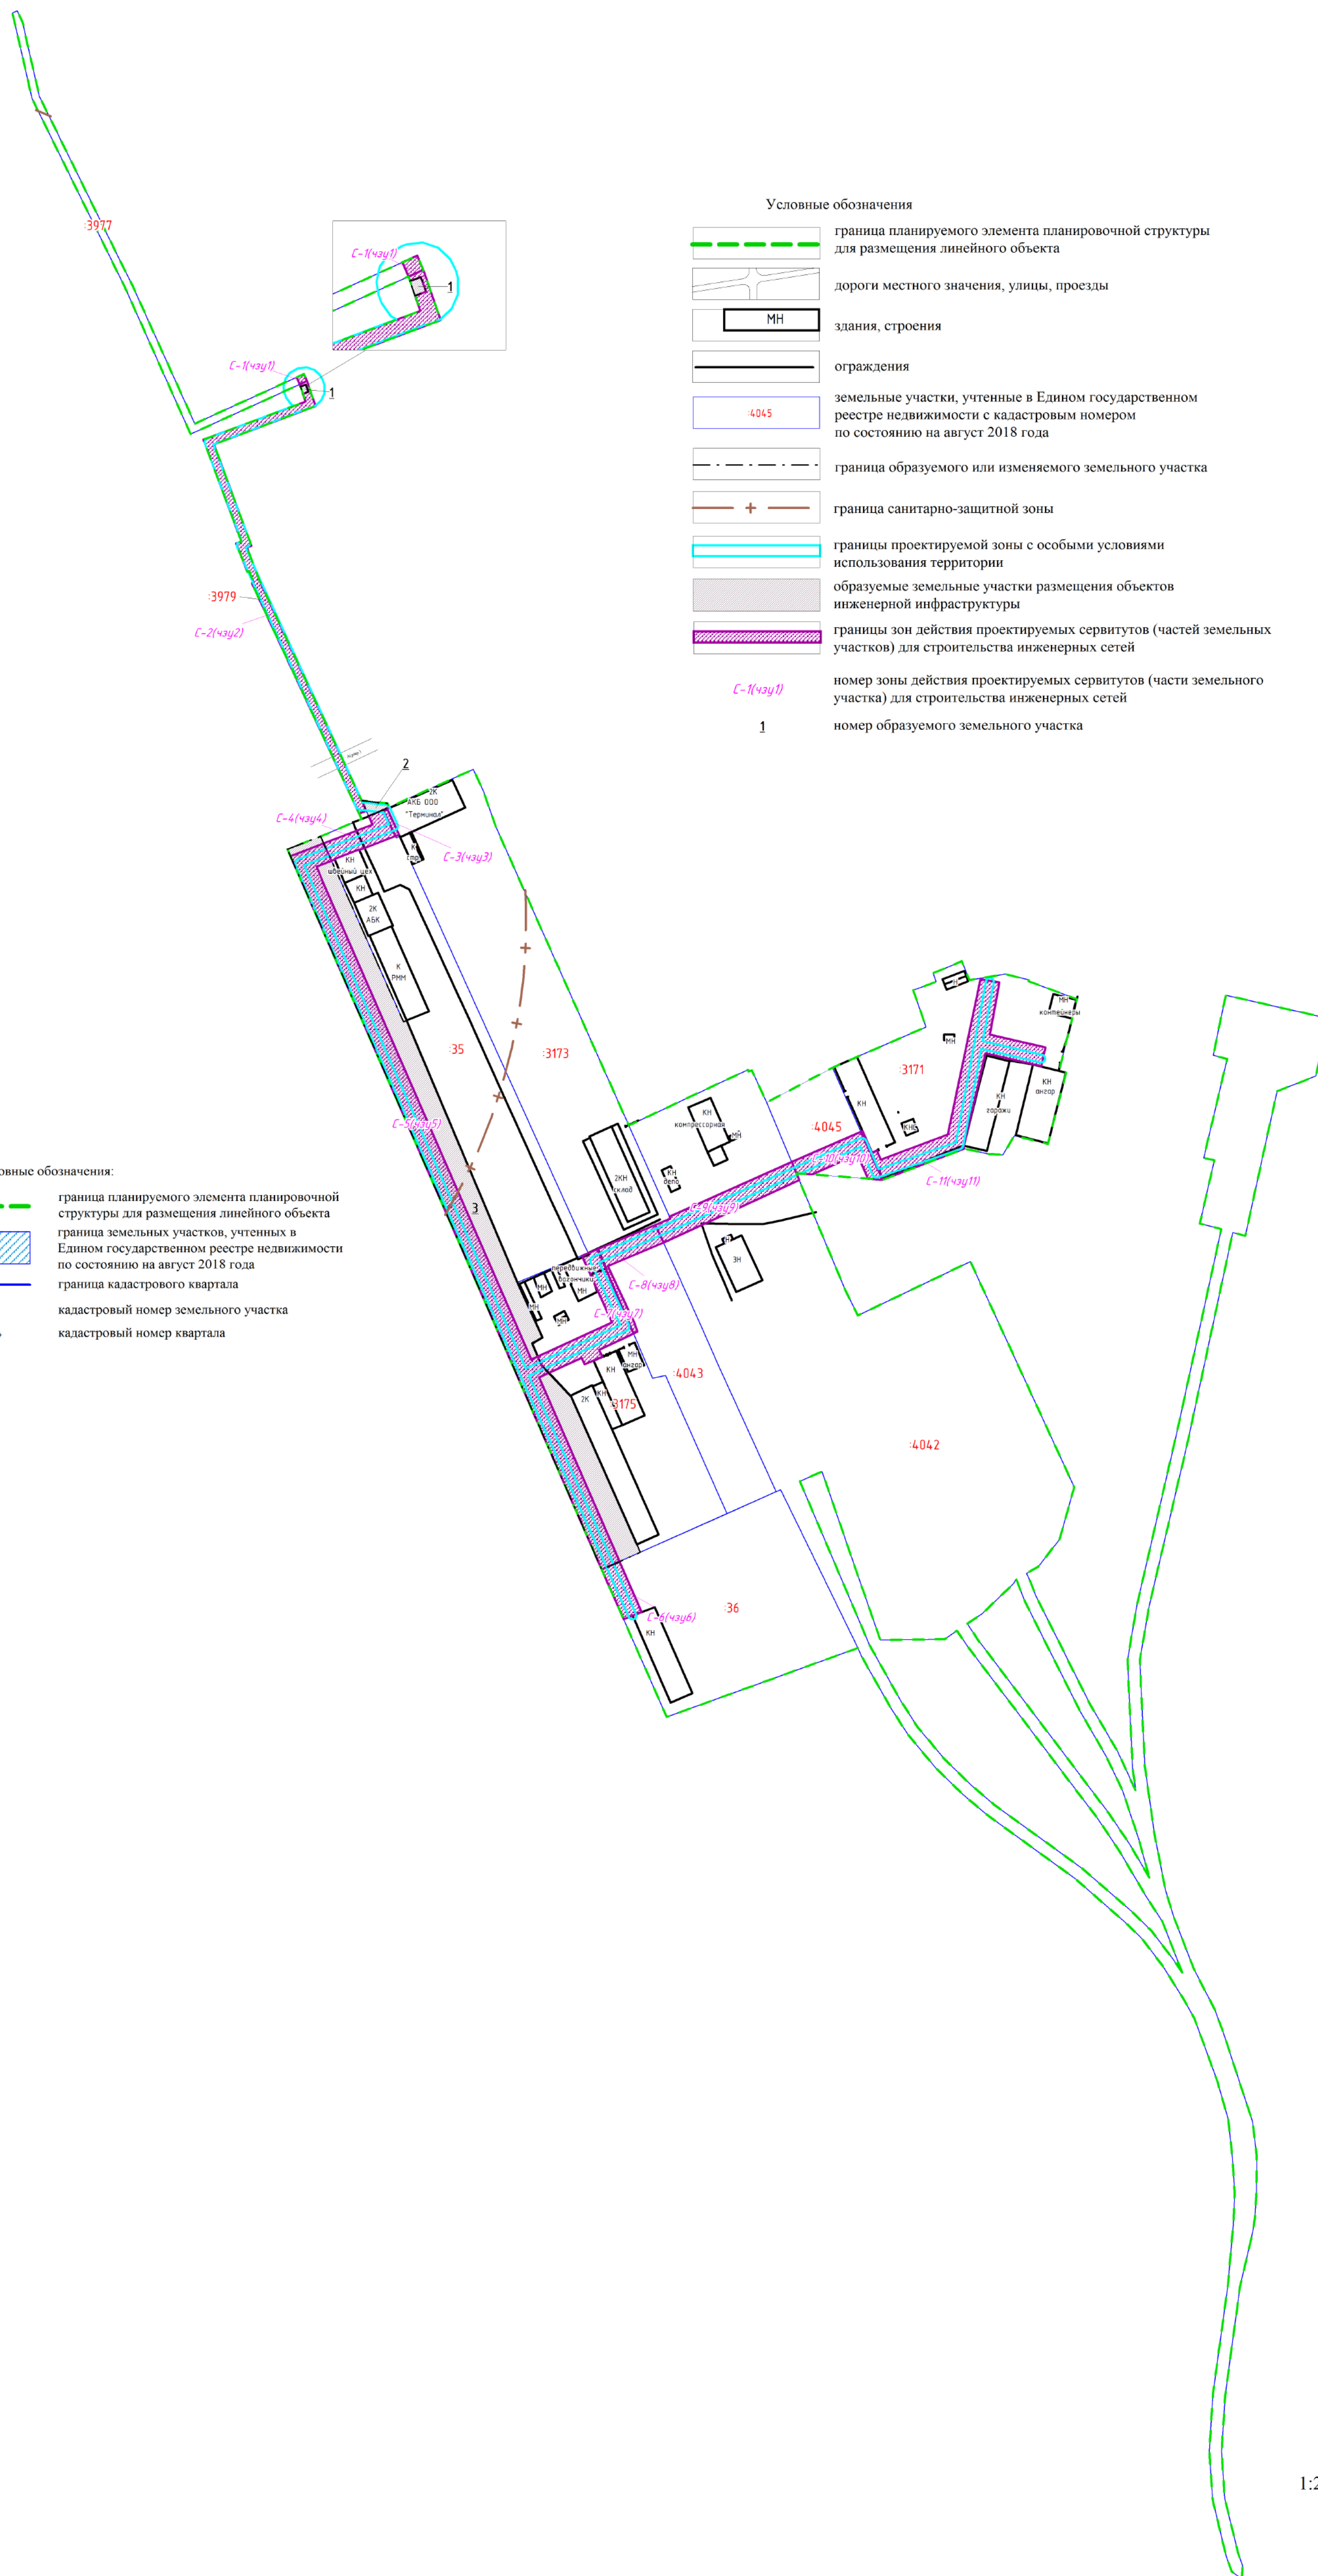 :3977
Условные обозначения
граница планируемого элемента планировочной структуры
для размещения линейного объекта
дороги местного значения, улицы, проезды
МН
здания, строения
ограждения
:4045
земельные участки, учтенные в Едином государственном
реестре недвижимости с кадастровым номером
по состоянию на август 2018 года
граница образуемого или изменяемого земельного участка
граница санитарно-защитной зоны
границы проектируемой зоны с особыми условиями
использования территории
образуемые земельные участки размещения объектов
инженерной инфраструктуры
границы зон действия проектируемых сервитутов (частей земельных
участков) для строительства инженерных сетей
С-1(чзу1)
номер зоны действия проектируемых сервитутов (части земельного
участка) для строительства инженерных сетей
1
номер образуемого земельного участка
С-1(чзу1)
1
С-1(чзу1)
1
:3979
С-2(чзу2)
2
2К
АКБ ООО
"Терминал"
С-4(чзу4)
С-3(чзу3)
КН
швейный цех
КН
2К
АБК
К
РММ
:35
:3173
С-5(чзу5)
3
2Н
МН
контейнеры
МН
:3171
КН
ангар
КН
гаражи
КН
КНБ
:4045
КН
компрессорная
МН
КН
депо
2КН
склад
С-10(чзу10)
С-11(чзу11)
С-9(чзу9)
Н
3Н
С-8(чзу8)
передвижные
вагончики
МН
МН
МН
МН
С-7(чзу7)
МН
ангар
КН
КН
2К
:3175
:4043
:4042
:36
С-6(чзу6)
КН
овные обозначения:
граница планируемого элемента планировочной
структуры для размещения линейного объекта
граница земельных участков, учтенных в
Едином государственном реестре недвижимости
по состоянию на август 2018 года
граница кадастрового квартала
кадастровый номер земельного участка
кадастровый номер квартала
1:2